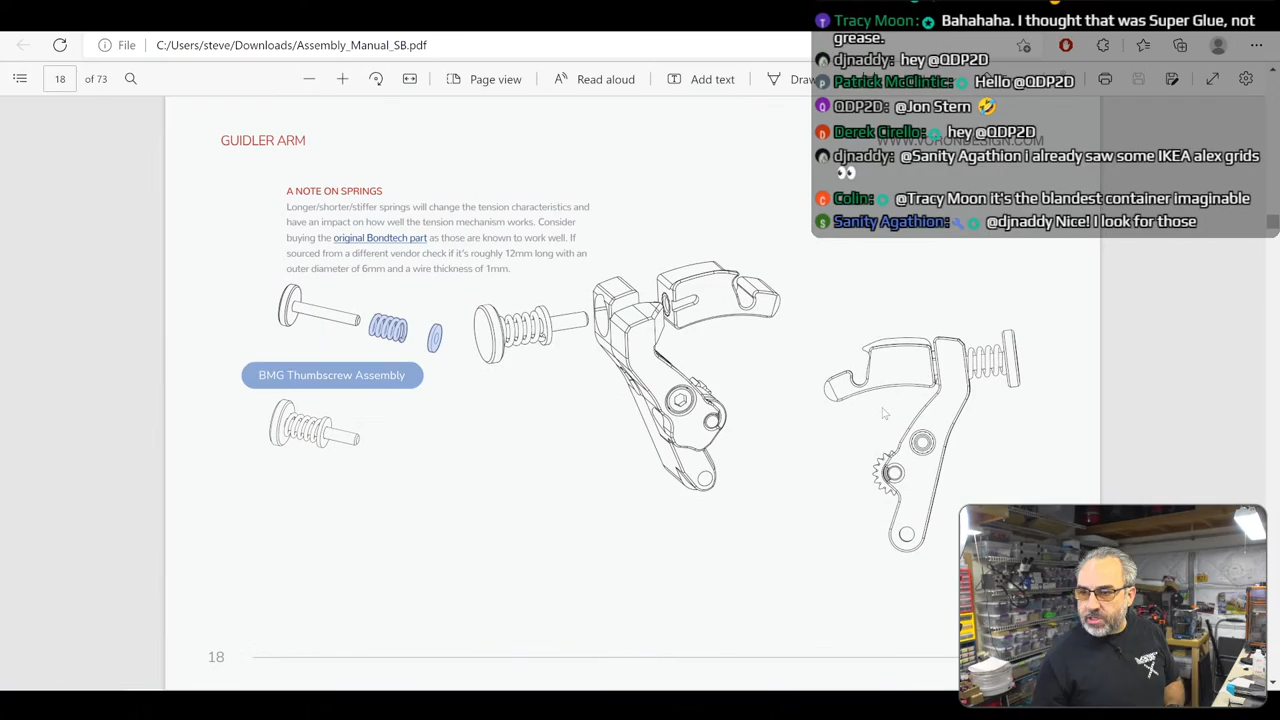 Tracy Moon: Bahahaha. I thought that was Super Glue, not
grease.
djnaddy: hey @QDP2D
Patrick McClintic: Hello @QDP2D
QDP2D: @Jon Stern 🤣
Derek Cirello: hey @QDP2D
djnaddy: @Sanity Agathion i already saw some IKEA alex grids
👀
Colin: @Tracy Moon it's the blandest container imaginable
Sanity Agathion: @djnaddy Nice! I look for those
File C:/Users/steve/Downloads/Assembly_Manual_SB.pdf
18 of 73 Page view Read aloud Add text Draw
GUIDLER ARM
WWW.VORONDESIGN.COM
A NOTE ON SPRINGS
Longer/shorter/stiffer springs will change the tension characteristics and
have an impact on how well the tension mechanism works. Consider
buying the original Bondtech part as those are known to work well. If
sourced from a different vendor check if it's roughly 12mm long with an
outer diameter of 6mm and a wire thickness of 1mm.
BMG Thumbscrew Assembly
18